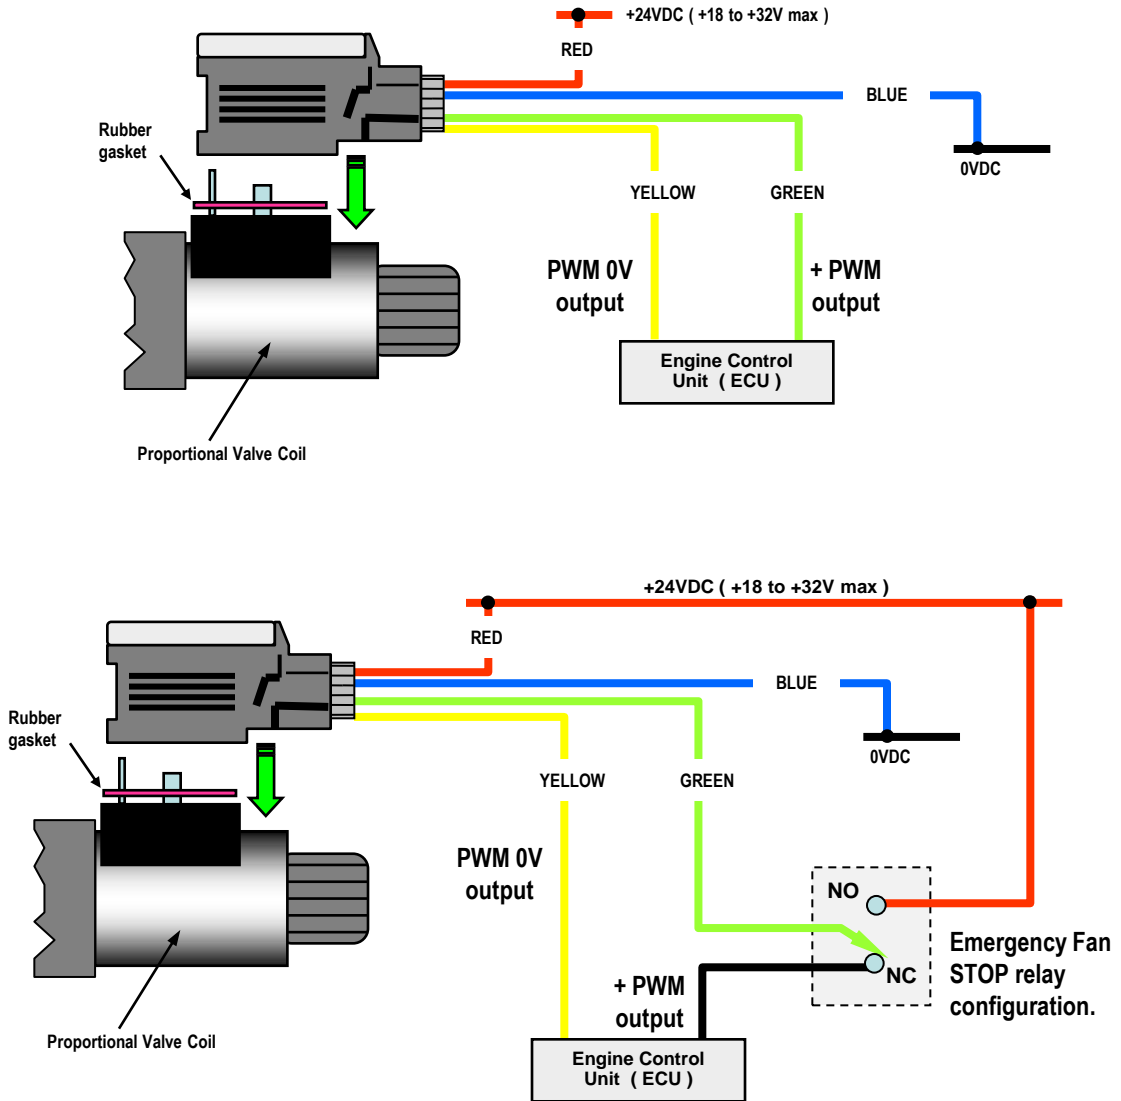 +24VDC ( +18 to +32V max )
RED
BLUE
Rubber
gasket
0VDC
YELLOW
GREEN
PWM 0V
output
+ PWM
output
Engine Control
Unit ( ECU )
Proportional Valve Coil
+24VDC ( +18 to +32V max )
RED
BLUE
Rubber
gasket
0VDC
YELLOW
GREEN
PWM 0V
output
NO
NC
Emergency Fan
STOP relay
configuration.
+ PWM
output
Proportional Valve Coil
Engine Control
Unit ( ECU )